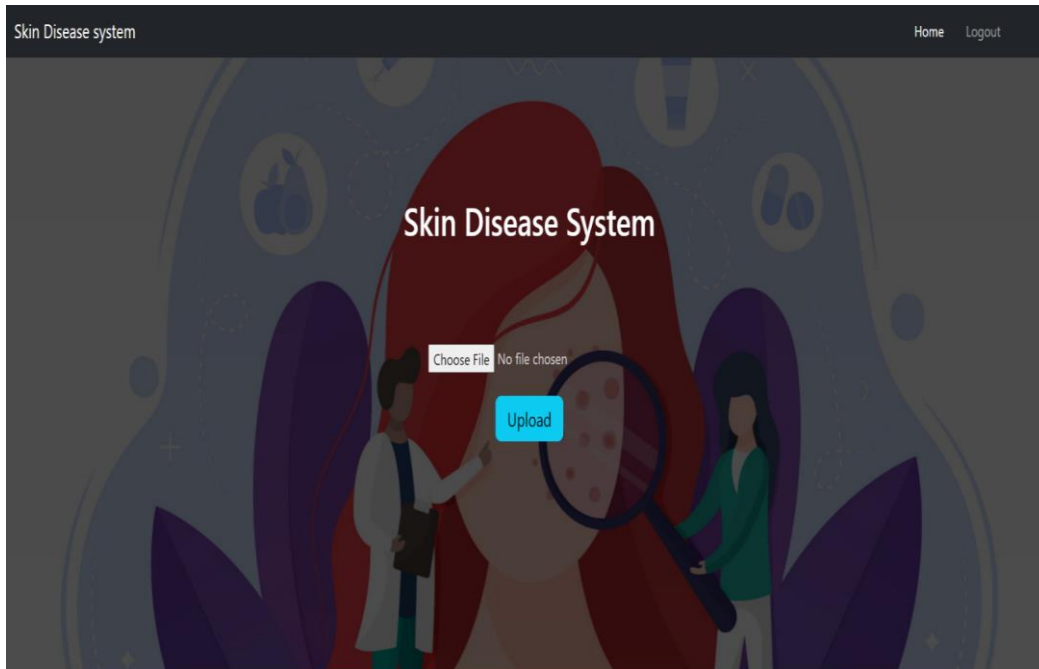 Skin Disease system
Home Logout
Skin Disease System
Choose File No file chosen
Upload